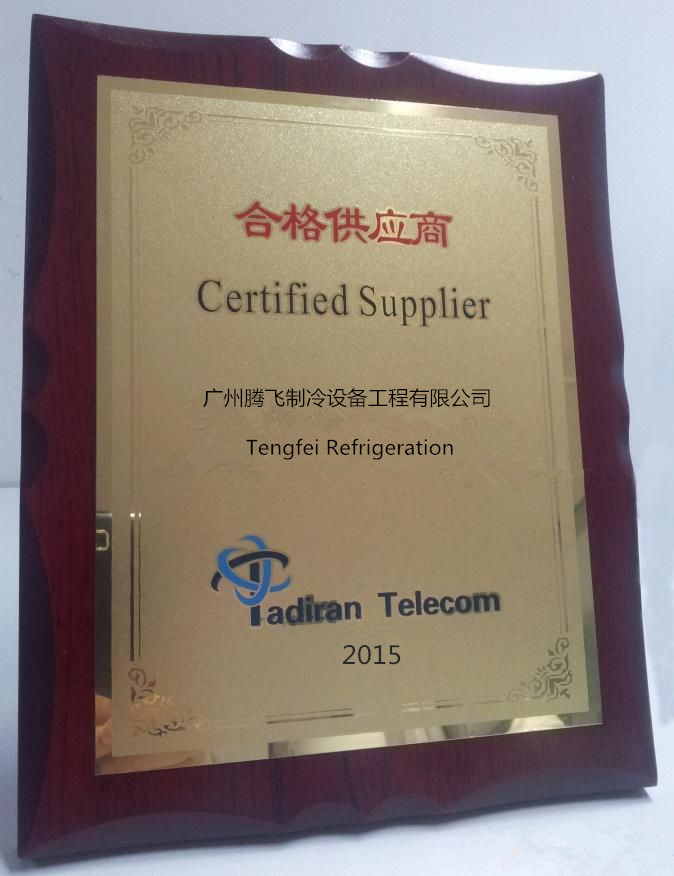 合格供应商
Certified Supplier
广州腾飞制冷设备工程有限公司
Tengfei Refrigeration
Tadiran Telecom
2015